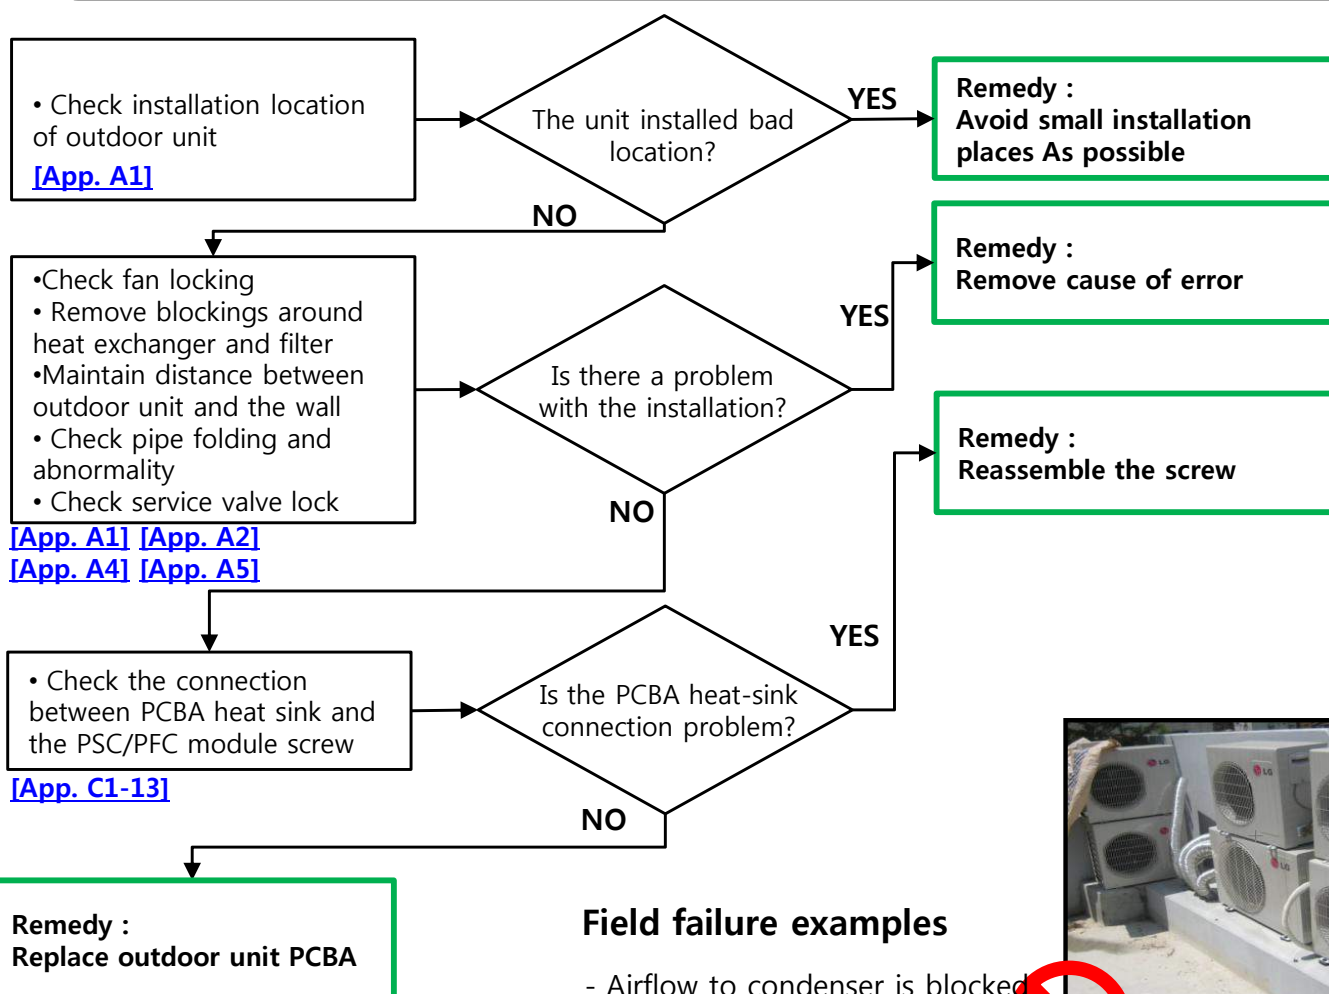 • Check installation location
of outdoor unit
[App. A1]
The unit installed bad
location?
YES
Remedy :
Avoid small installation
places As possible
NO
•Check fan locking
• Remove blockings around
heat exchanger and filter
•Maintain distance between
outdoor unit and the wall
• Check pipe folding and
abnormality
• Check service valve lock
[App. A1] [App. A2]
[App. A4] [App. A5]
Is there a problem
with the installation?
YES
Remedy :
Remove cause of error
NO
• Check the connection
between PCBA heat sink and
the PSC/PFC module screw
[App. C1-13]
Is the PCBA heat-sink
connection problem?
YES
Remedy :
Reassemble the screw
NO
Remedy :
Replace outdoor unit PCBA
Field failure examples
- Airflow to condenser is blocked
LG
LG
LG